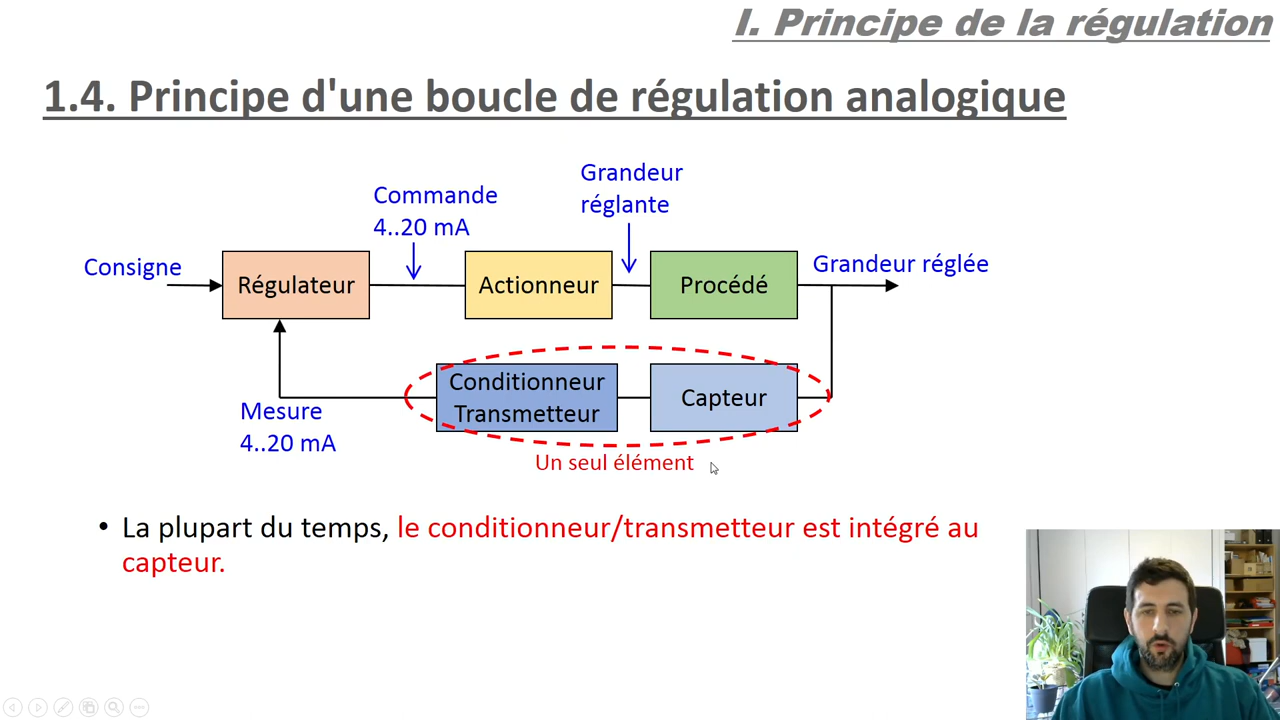 I. Principe de la régulation
1.4. Principe d'une boucle de régulation analogique
Grandeur
réglante
Commande
4..20 mA
Consigne
Régulateur
Actionneur
Procédé
Grandeur réglée
Conditionneur
Transmetteur
Capteur
Mesure
4..20 mA
Un seul élément
• La plupart du temps, le conditionneur/transmetteur est intégré au
capteur.